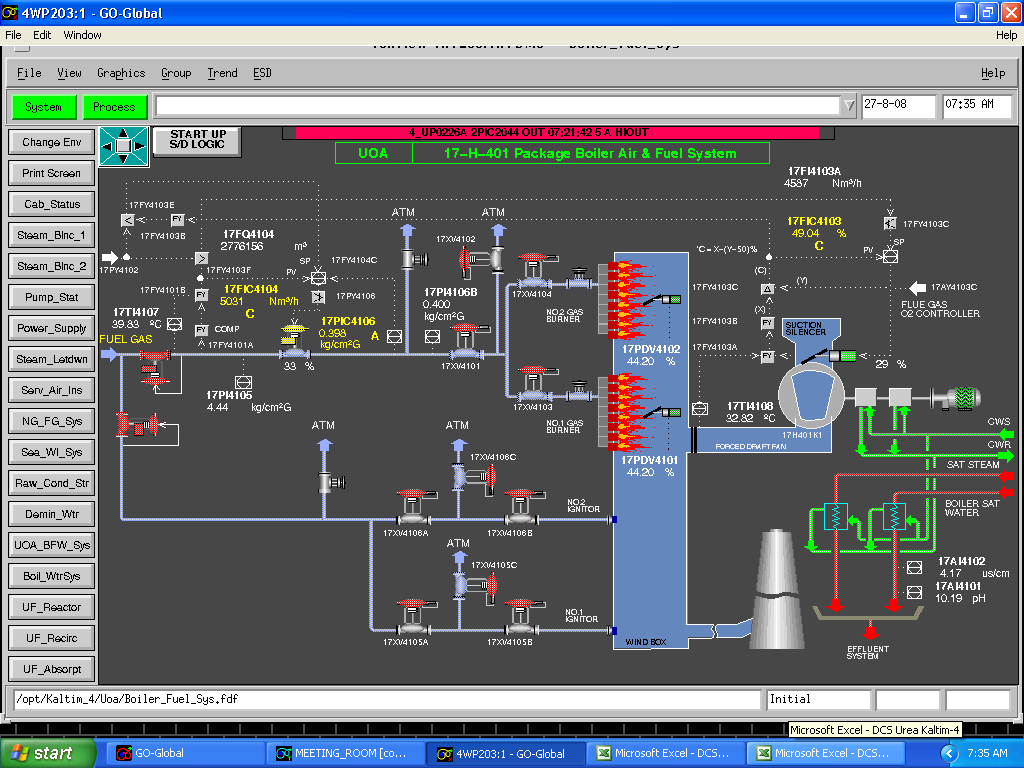 4WP203:1 - GO-Global
File Edit Window Help
File View Graphics Group Trend ESD Help
System Process 27-8-08 07:35 AM
Change Env
Print Screen
Cab_Status
Steam_Blnc_1
Steam_Blnc_2
Pump_Stat
Power_Supply
Steam_Letdwn
Serv_Air_Ins
NG_FG_Sys
Sea_WI_Sys
Raw_Cond_Str
Demin_Wtr
UOA_BFW_Sys
Boil_WtrSys
UF_Reactor
UF_Recirc
UF_Absorpt
START UP
S/D LOGIC
4_UP0226A 2PIC2044 OUT 07;21;42 5 A HIOUT
UOA 17-H-401 Package Boiler Air & Fuel System
17FI4103A
4587 Nm³/h
17FY4103E
< FY
17FY4103B
17FQ4104
2776156 m³
17PY4102
>
17FY4103F
PV SP
17FY4104C
17FY4101B
FY
17FIC4104
5031 Nm³/h
C
17PY4106
17TI4107
39.83 ºC
FY COMP
17FY4101A
17PIC4106
0.398
kg/cm²G A
FUEL GAS
33 %
17PI4105
4.44 kg/cm²G
ATM
ATM
17XV4102
17PI4106B
0.400
kg/cm²G
17XV4101
17XV4104
NO.2 GAS
BURNER
17PDV4102
44.20 %
17XV4103
NO.1 GAS
BURNER
17PDV4101
44.20 %
17FIC4103
49.04 %
C
17FY4103C
PV SP
°C = X-(Y-50)%
(C)
17FY4103C
(Y)
17AY4103C
FLUE GAS
O2 CONTROLLER
(X)
17FY4103B
FY
17FY4103A
FY
SUCTION
SILENCER
29 %
17TI4108
32.82 ºC
17H401K1
FORCED DRAFT FAN
CWS
CWR
SAT STEAM
BOILER SAT
WATER
17AI4102
4.17 us/cm
17AI4101
10.19 pH
EFFLUENT
SYSTEM
ATM
ATM
17XV4106C
17XV4106A
17XV4106B
NO.2
IGNITOR
ATM
17XV4105C
17XV4105A
17XV4105B
NO.1
IGNITOR
WIND BOX
/opt/Kaltim_4/Uoa/Boiler_Fuel_Sys.fdf Initial
Microsoft Excel - DCS Urea Kaltim-4
start GO-Global MEETING_ROOM [co... 4WP203:1 - GO-Global Microsoft Excel - DCS... Microsoft Excel - DCS... 7:35 AM